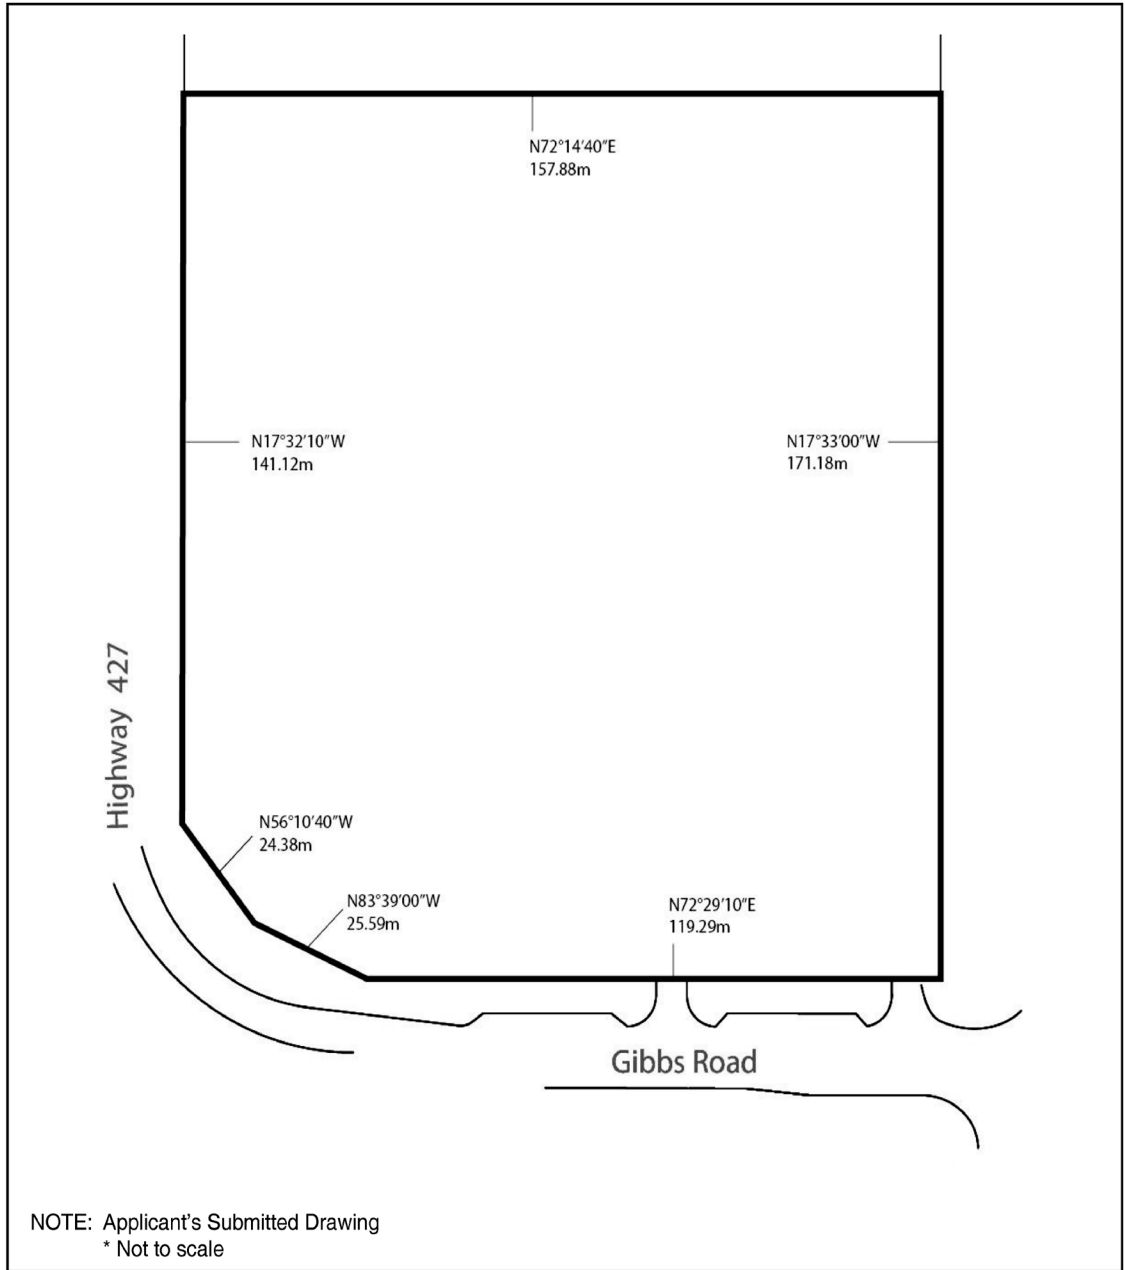 N72°14'40"E
157.88m
N17°32'10"W
141.12m
N17°33'00"W
171.18m
Highway 427
N56°10'40"W
24.38m
N83°39'00"W
25.59m
N72°29'10"E
119.29m
Gibbs Road
NOTE: Applicant's Submitted Drawing
* Not to scale